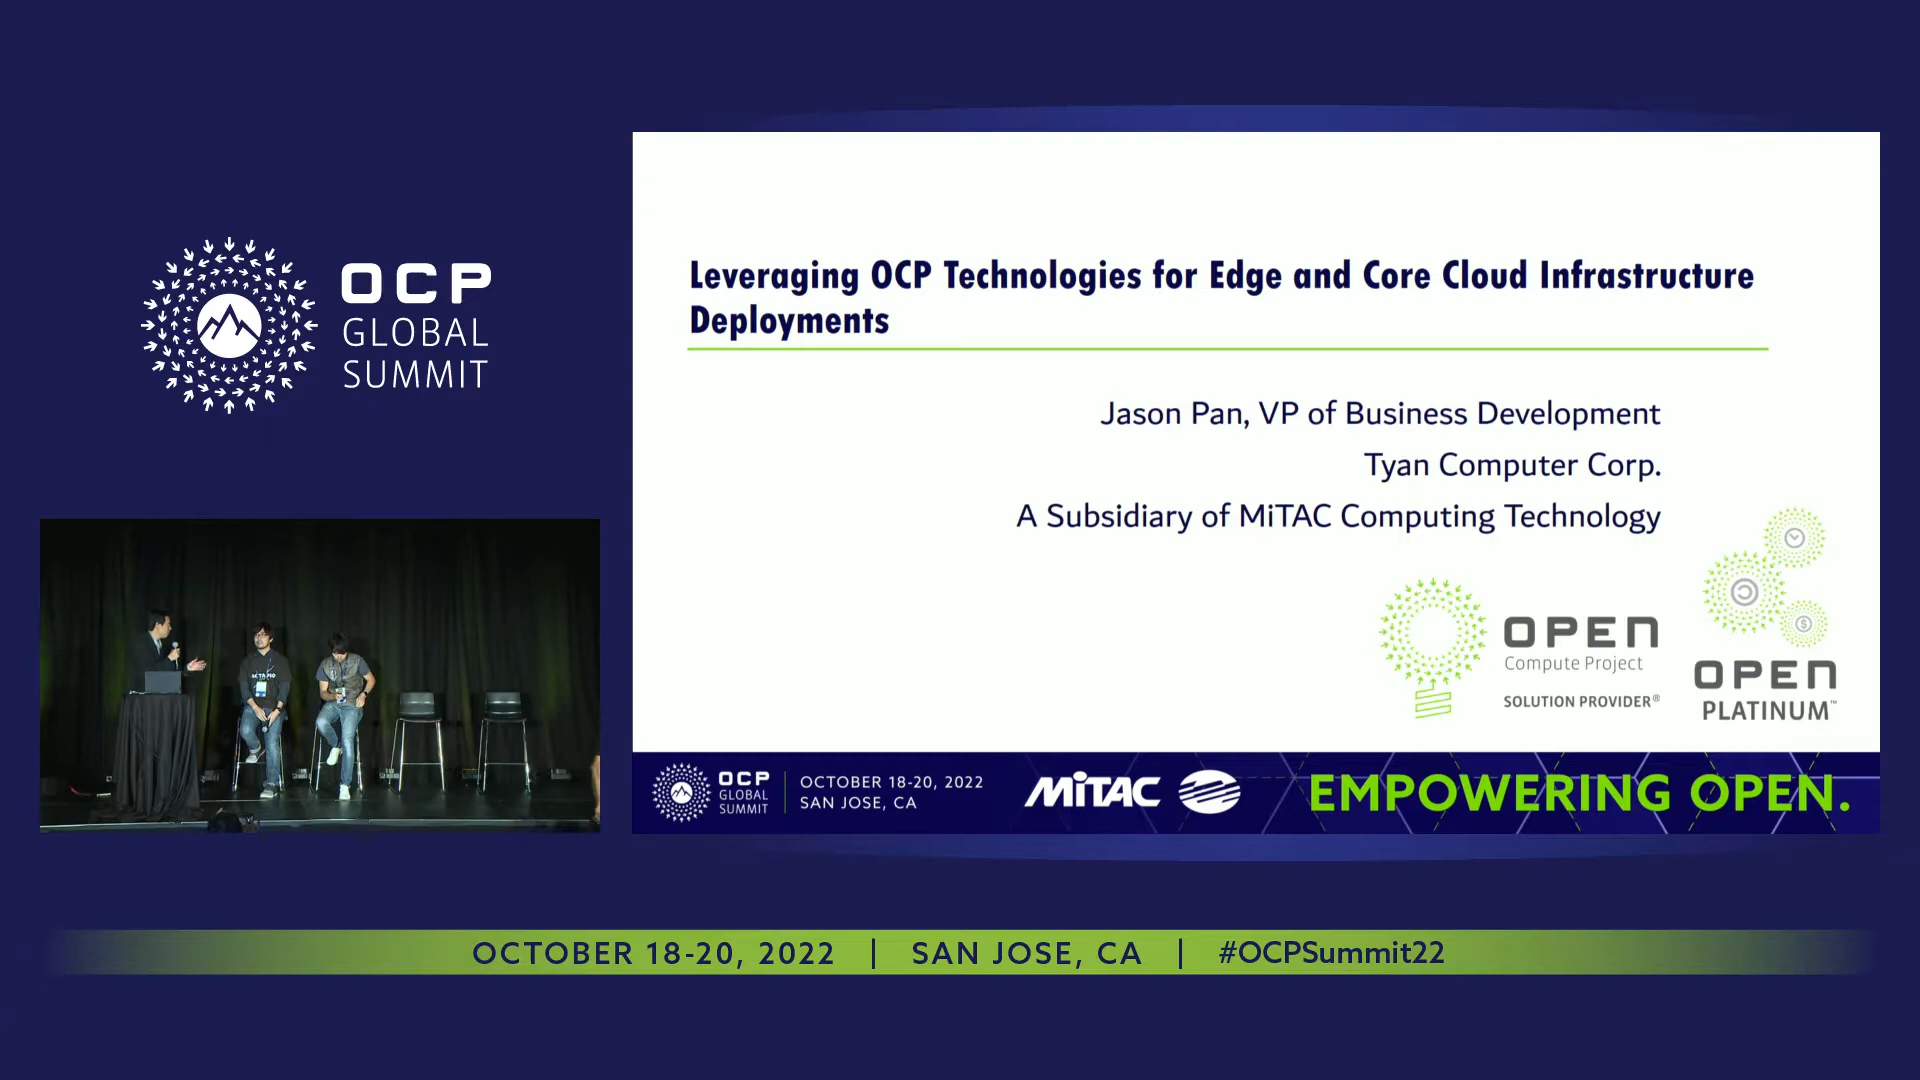 OCP
GLOBAL
SUMMIT
Leveraging OCP Technologies for Edge and Core Cloud Infrastructure
Deployments
Jason Pan, VP of Business Development
Tyan Computer Corp.
A Subsidiary of MiTAC Computing Technology
OPEN
Compute Project
SOLUTION PROVIDER®
OPEN
PLATINUM™
OCP
GLOBAL
SUMMIT
OCTOBER 18-20, 2022
SAN JOSE, CA
MiTAC
EMPOWERING OPEN.
OCTOBER 18-20, 2022 | SAN JOSE, CA | #OCPSummit22